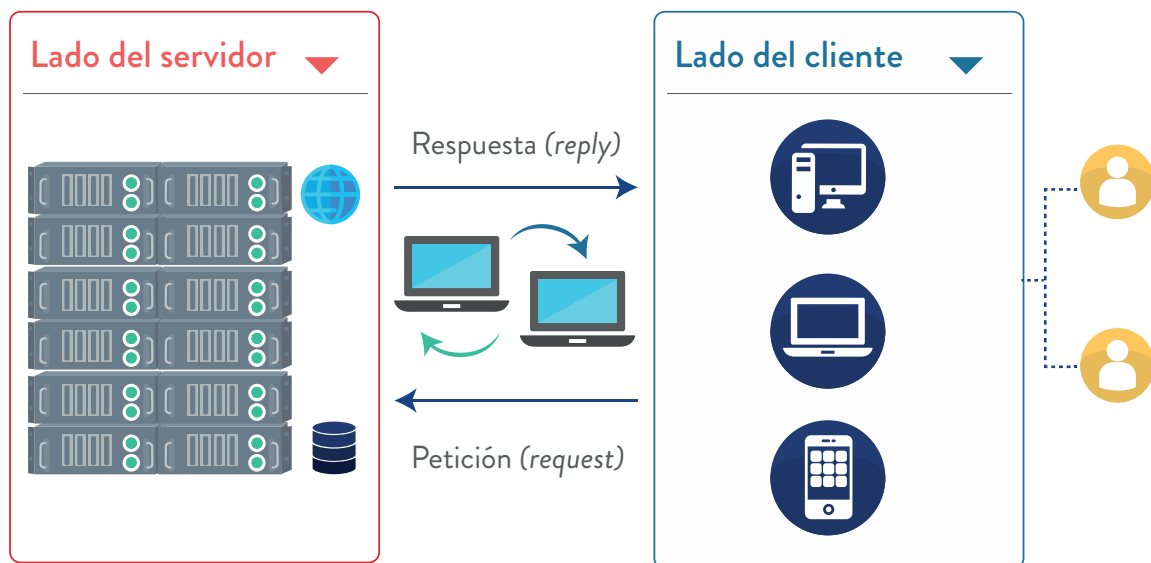 Lado del servidor
Respuesta (reply)
Petición (request)
Lado del cliente